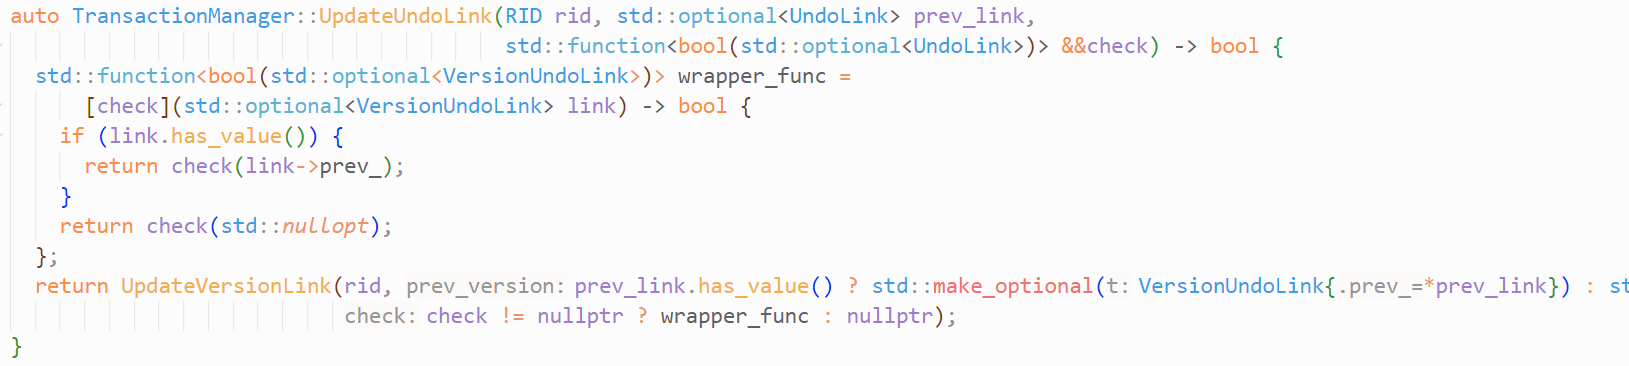 auto TransactionManager::UpdateUndoLink(RID rid, std::optional<UndoLink> prev_link,
                                        std::function<bool(std::optional<UndoLink>)> &&check) -> bool {
  std::function<bool(std::optional<VersionUndoLink>)> wrapper_func =
      [check](std::optional<VersionUndoLink> link) -> bool {
    if (link.has_value()) {
      return check(link->prev_);
    }
    return check(std::nullopt);
  };
  return UpdateVersionLink(rid, prev_version: prev_link.has_value() ? std::make_optional(t: VersionUndoLink{.prev_=*prev_link}) : st
                           check: check != nullptr ? wrapper_func : nullptr);
}